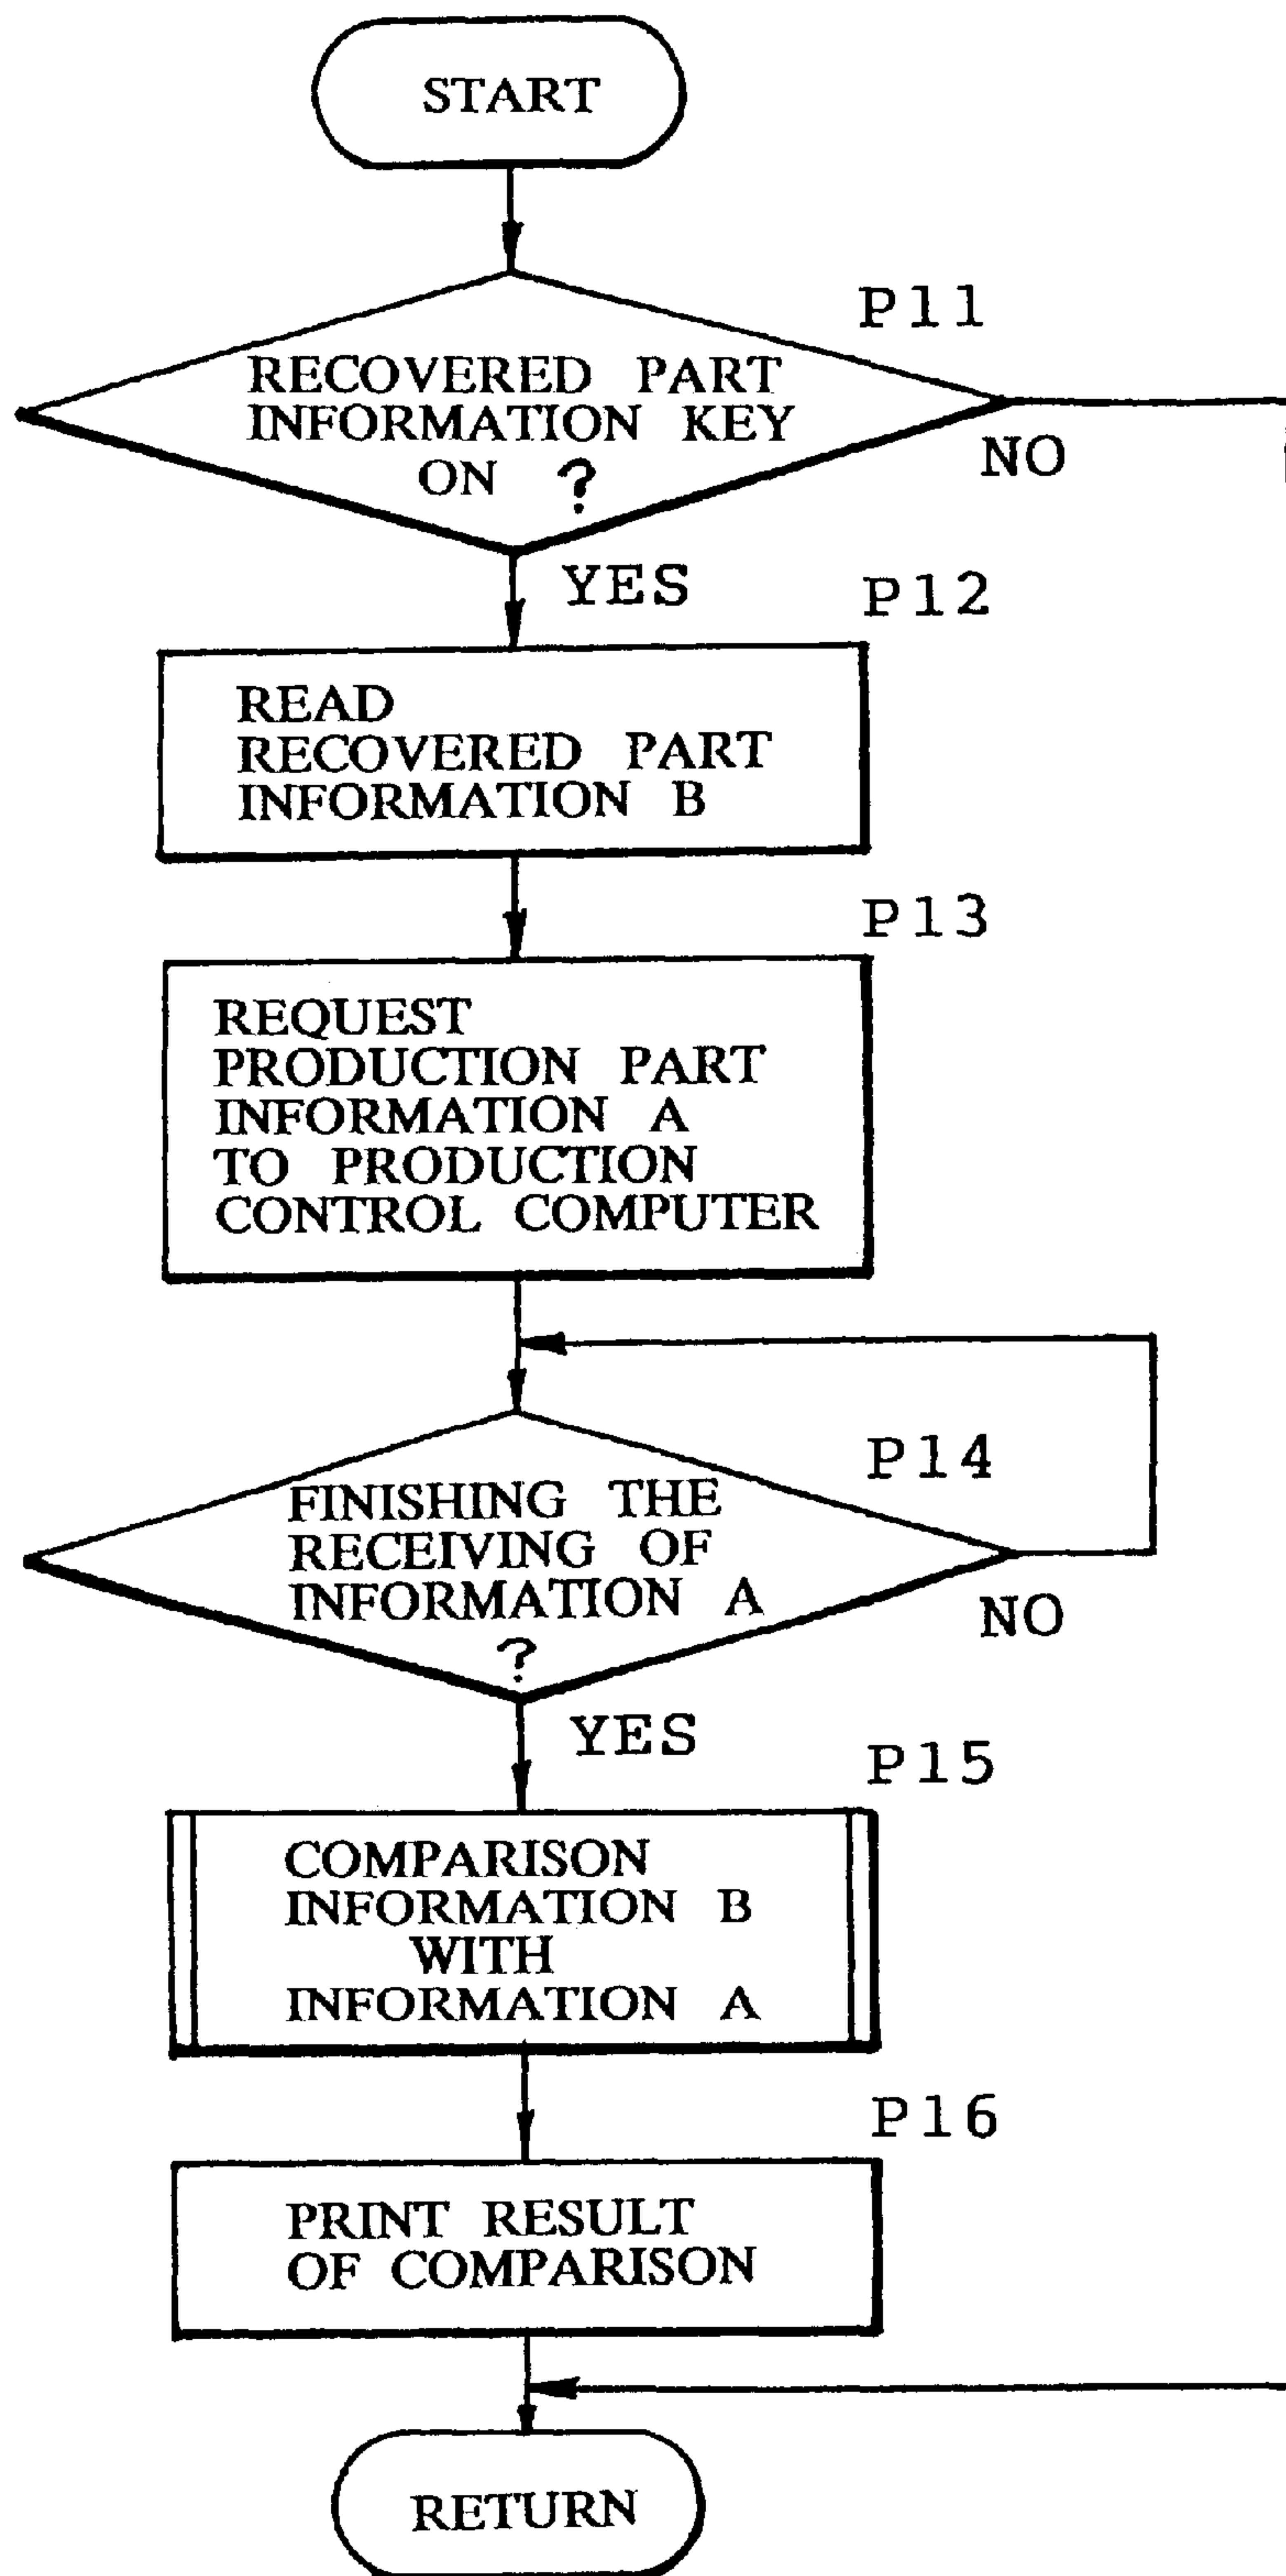 START
P11
RECOVERED PART
INFORMATION KEY
ON ?
NO
YES
P12
READ
RECOVERED PART
INFORMATION B
P13
REQUEST
PRODUCTION PART
INFORMATION A
TO PRODUCTION
CONTROL COMPUTER
P14
FINISHING THE
RECEIVING OF
INFORMATION A
?
NO
YES
P15
COMPARISON
INFORMATION B
WITH
INFORMATION A
P16
PRINT RESULT
OF COMPARISON
RETURN